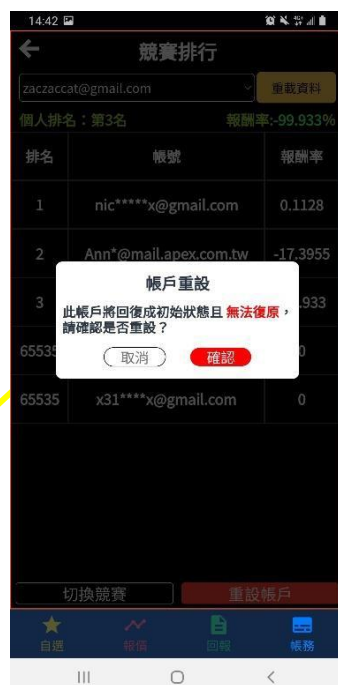 14:42
競賽排行
zaczaccat@gmail.com
重載資料
個人排名：第3名 報酬率:-99.933%
排名 帳號 報酬率
1 nic*****x@gmail.com 0.1128
2 Ann*@mail.apex.com.tw -17.3955
3 .933
帳戶重設
此帳戶將回復成初始狀態且 無法復原，
請確認是否重設？
取消 確認
65535 0
65535 x31****x@gmail.com 0
切換競賽 重設帳戶
自選 報價 回報 帳務